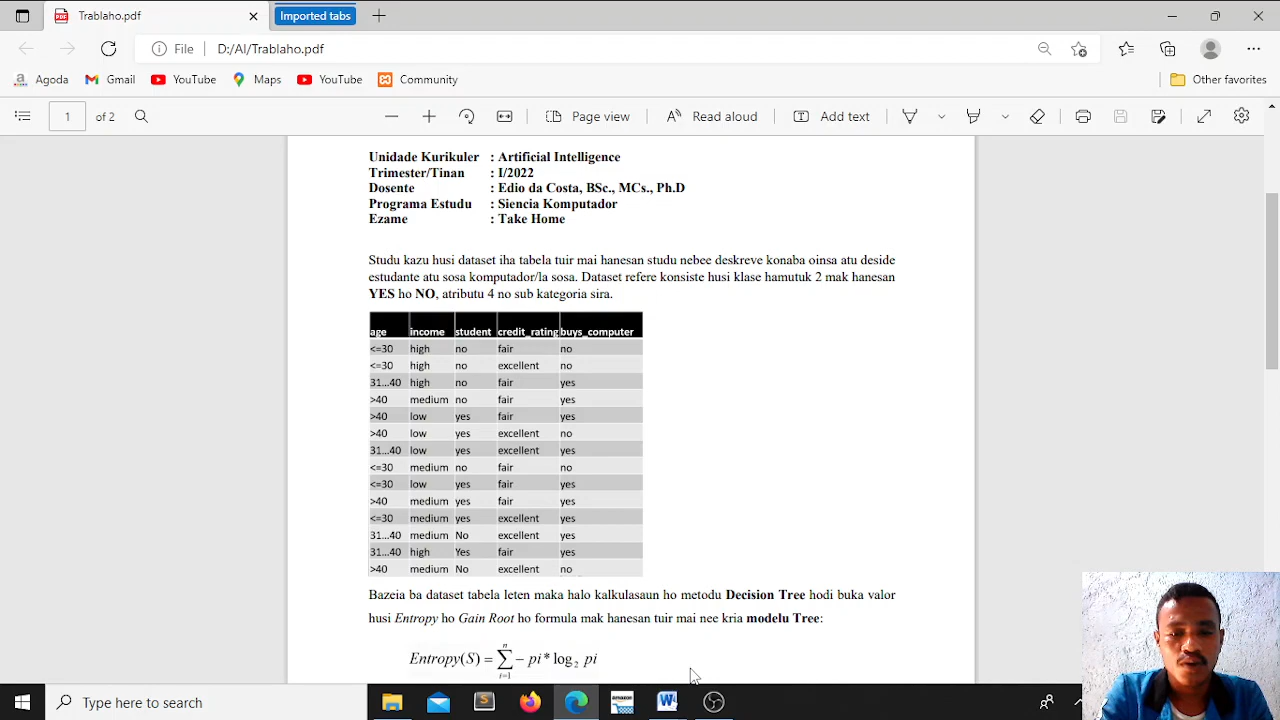 Trablaho.pdf
Imported tabs
File D:/AI/Trablaho.pdf
Agoda Gmail YouTube Maps YouTube Community Other favorites
1 of 2 Page view Read aloud Add text
Unidade Kurikuler : Artificial Intelligence
Trimester/Tinan : I/2022
Dosente : Edio da Costa, BSc., MCs., Ph.D
Programa Estudu : Siencia Komputador
Ezame : Take Home
Studu kazu husi dataset iha tabela tuir mai hanesan studu nebee deskreve konaba oinsa atu deside
estudante atu sosa komputador/la sosa. Dataset refere konsiste husi klase hamutuk 2 mak hanesan
YES ho NO, atributu 4 no sub kategoria sira.
age income student credit_rating buys_computer
<=30 high no fair no
<=30 high no excellent no
31…40 high no fair yes
>40 medium no fair yes
>40 low yes fair yes
>40 low yes excellent no
31…40 low yes excellent yes
<=30 medium no fair no
<=30 low yes fair yes
>40 medium yes fair yes
<=30 medium yes excellent yes
31…40 medium No excellent yes
31…40 high Yes fair yes
>40 medium No excellent no
Bazeia ba dataset tabela leten maka halo kalkulasaun ho metodu Decision Tree hodi buka valor
husi Entropy ho Gain Root ho formula mak hanesan tuir mai nee kria modelu Tree:
Entropy(S) = ∑ n i=1 − pi * log2 pi
Type here to search